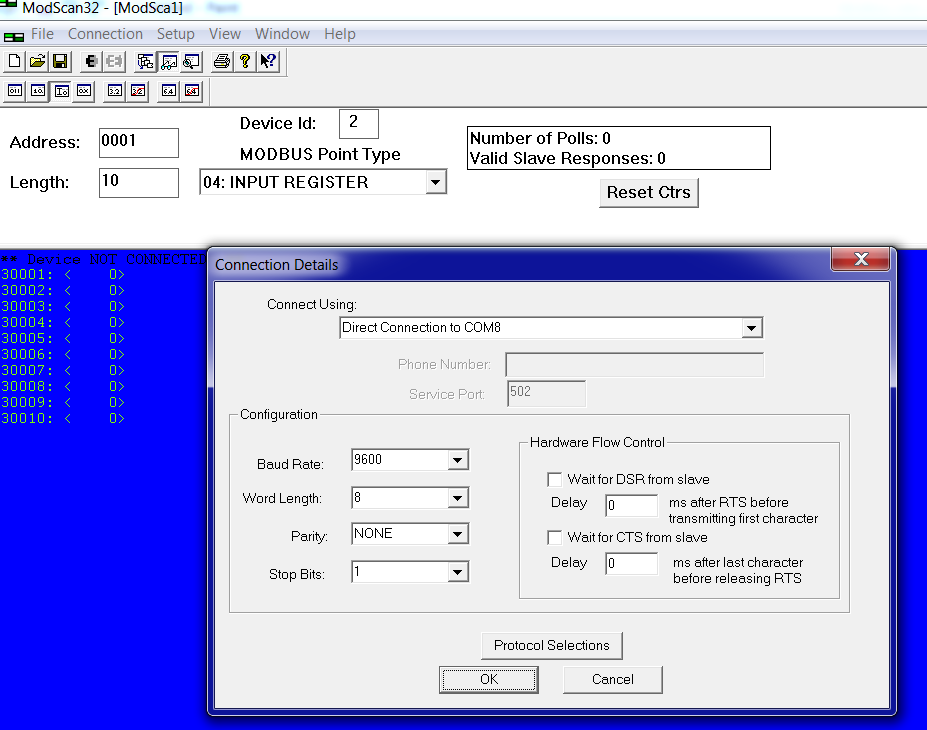 ModScan32 - [ModSca1]
File Connection Setup View Window Help
Address: 0001
Device Id: 2
MODBUS Point Type
Length: 10
04: INPUT REGISTER
Number of Polls: 0
Valid Slave Responses: 0
Reset Ctrs
** Device NOT CONNECTED
30001: < 0>
30002: < 0>
30003: < 0>
30004: < 0>
30005: < 0>
30006: < 0>
30007: < 0>
30008: < 0>
30009: < 0>
30010: < 0>
Connection Details
Connect Using:
Direct Connection to COM8
Phone Number:
Service Port: 502
Configuration
Baud Rate: 9600
Word Length: 8
Parity: NONE
Stop Bits: 1
Hardware Flow Control
Wait for DSR from slave
Delay 0 ms after RTS before
transmitting first character
Wait for CTS from slave
Delay 0 ms after last character
before releasing RTS
Protocol Selections
OK Cancel